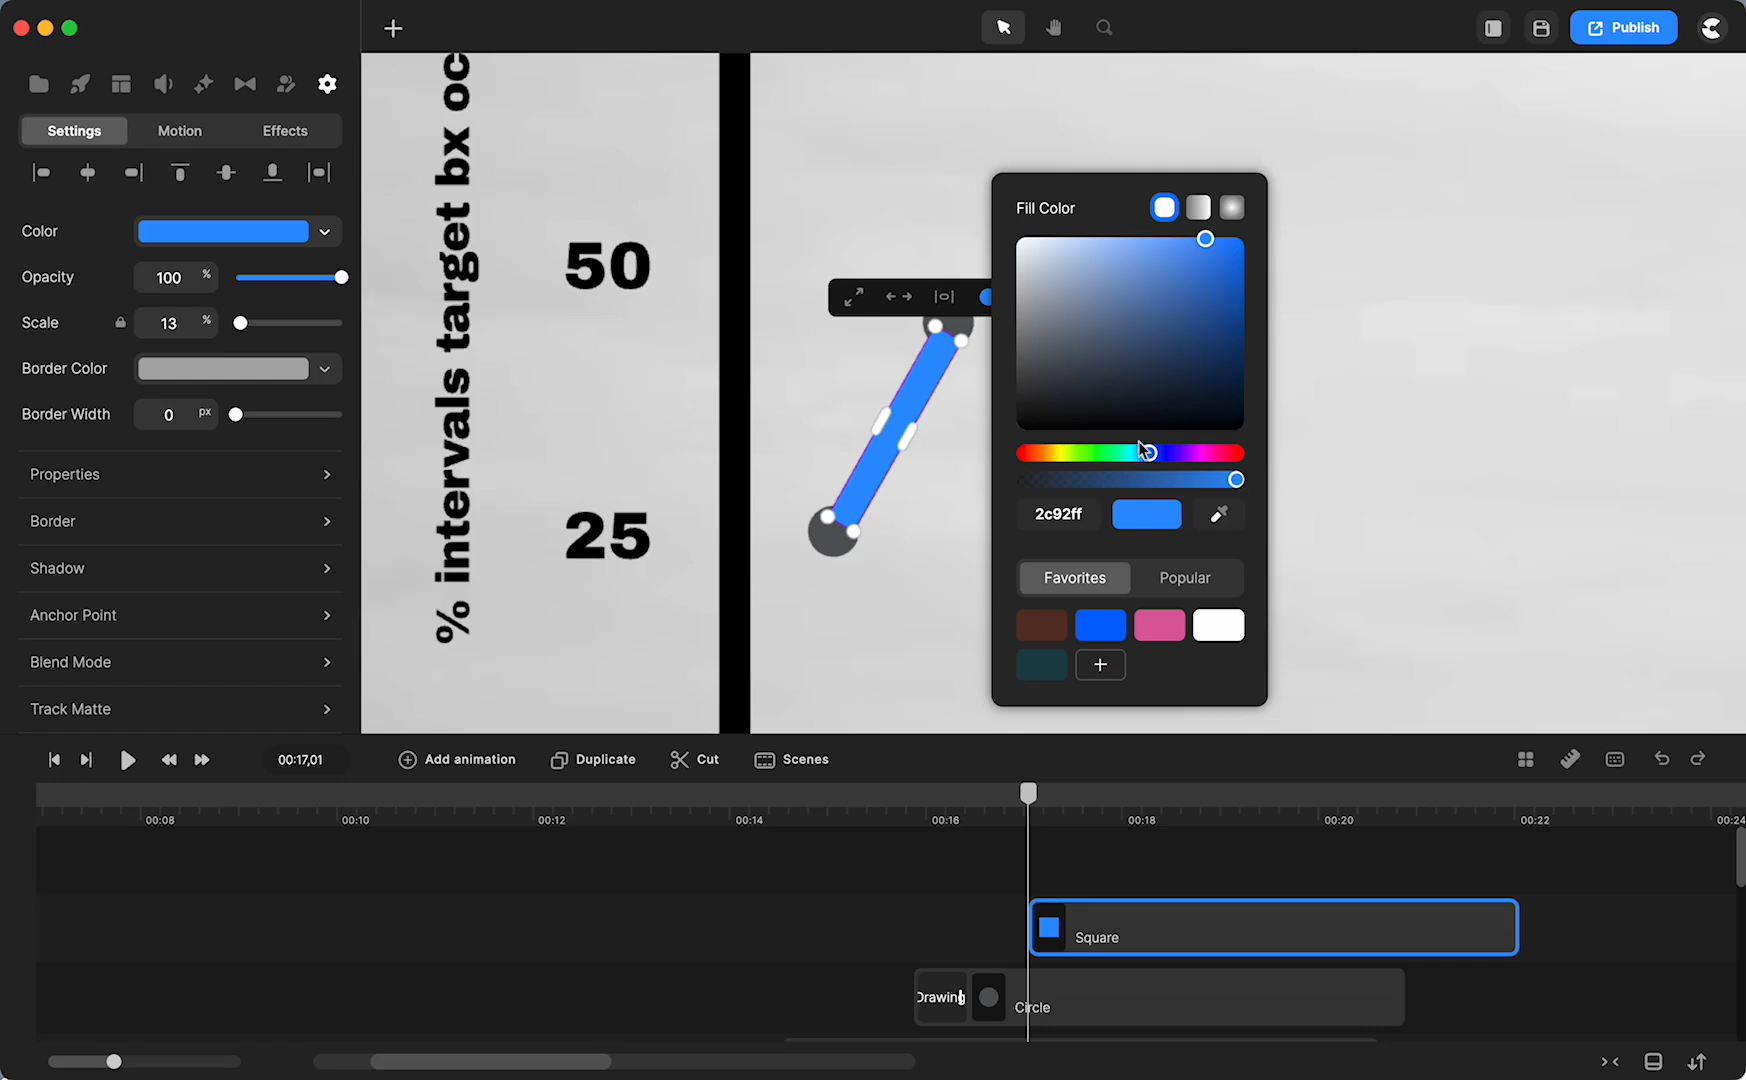 Publish
Settings
Motion
Effects
Color
Opacity
100 %
Scale
13 %
Border Color
Border Width
0 px
Properties
Border
Shadow
Anchor Point
Blend Mode
Track Matte
% intervals target bx oc
50
25
Fill Color
2c92ff
Favorites
Popular
+
00:17,01
Add animation
Duplicate
Cut
Scenes
00:08
00:10
00:12
00:14
00:16
00:18
00:20
00:22
00:24
Square
Drawing
Circle